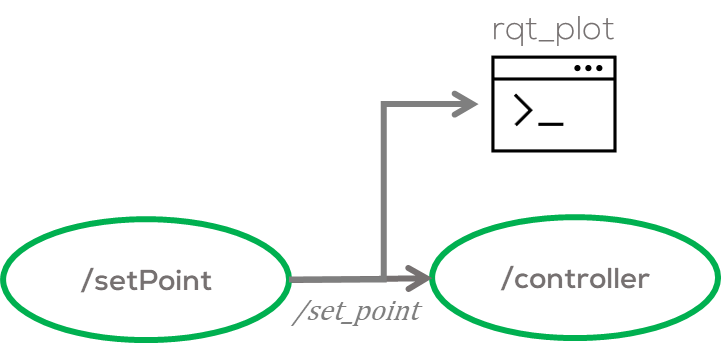 rqt_plot
>_
/setPoint
/controller
/set_point